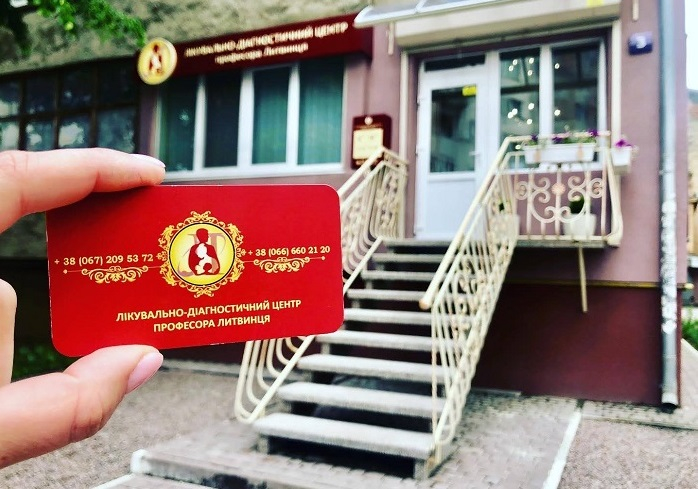 ЛІКУВАЛЬНО-ДІАГНОСТИЧНИЙ ЦЕНТР
професора Литвинця
+ 38 (067) 209 53 72
+ 38 (066) 660 21 20
ЛІКУВАЛЬНО-ДІАГНОСТИЧНИЙ ЦЕНТР
ПРОФЕСОРА ЛИТВИНЦЯ